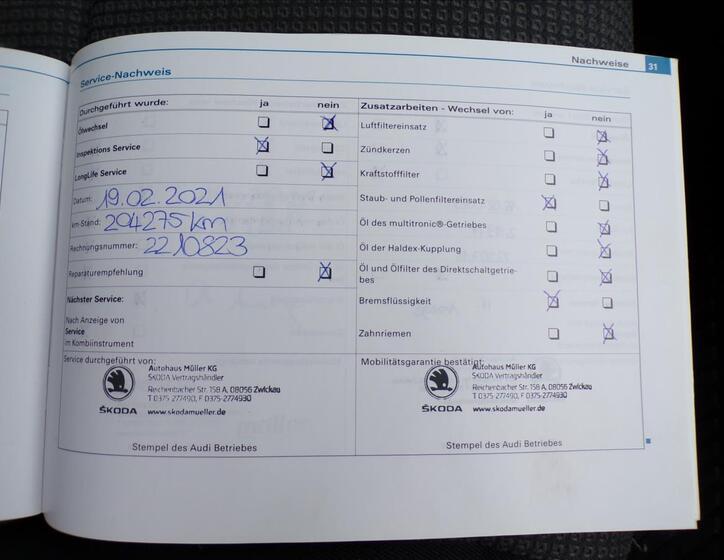 Nachweise 31
Service-Nachweis
Durchgeführt wurde: ja nein
Ölwechsel
Inspektions Service
LongLife Service
Datum: 19.02.2021
km-Stand: 204275 km
Rechnungsnummer: 2210823
Reparaturempfehlung
Nächster Service:
Nach Anzeige von
Service
im Kombiinstrument
Service durchgeführt von:
Autohaus Müller KG
ŠKODA Vertragshändler
Reichenbacher Str. 158 A, 08056 Zwickau
T 0375-277490, F 0375-2774930
ŠKODA www.skodamueller.de
Stempel des Audi Betriebes
Zusatzarbeiten - Wechsel von: ja nein
Luftfiltereinsatz
Zündkerzen
Kraftstofffilter
Staub- und Pollenfiltereinsatz
Öl des multitronic®-Getriebes
Öl der Haldex-Kupplung
Öl und Ölfilter des Direktschaltgetrie-
bes
Bremsflüssigkeit
Zahnriemen
Mobilitätsgarantie bestätigt:
Autohaus Müller KG
ŠKODA Vertragshändler
Reichenbacher Str. 158 A, 08056 Zwickau
T 0375-277490, F 0375-2774930
ŠKODA www.skodamueller.de
Stempel des Audi Betriebes